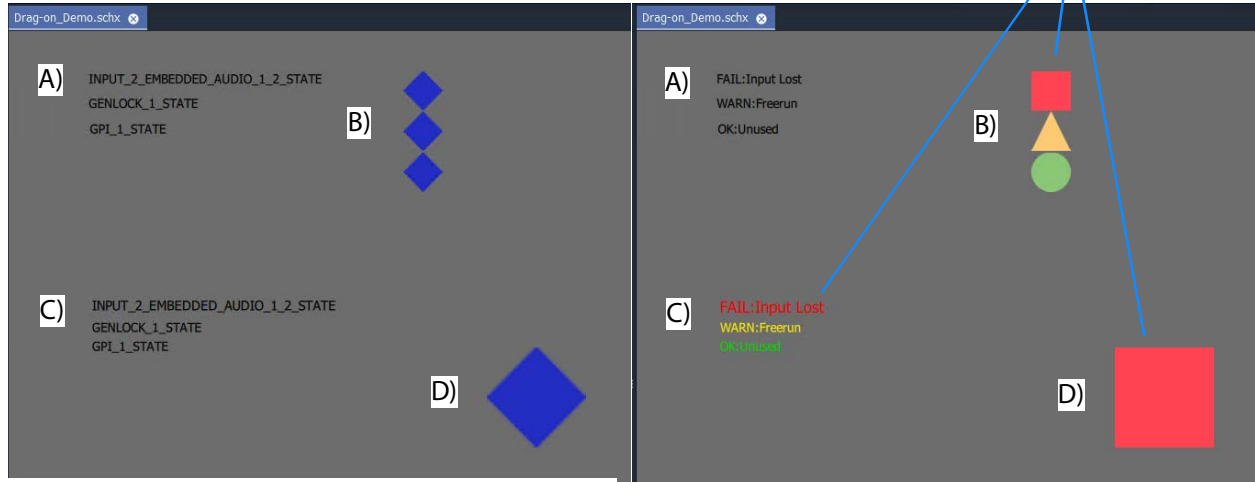 Drag-on_Demo.schx
A)
INPUT_2_EMBEDDED_AUDIO_1_2_STATE
GENLOCK_1_STATE
GPI_1_STATE
B)
C)
INPUT_2_EMBEDDED_AUDIO_1_2_STATE
GENLOCK_1_STATE
GPI_1_STATE
D)
Drag-on_Demo.schx
A)
FAIL:Input Lost
WARN:Freerun
OK:Unused
B)
C)
FAIL:Input Lost
WARN:Freerun
OK:Unused
D)